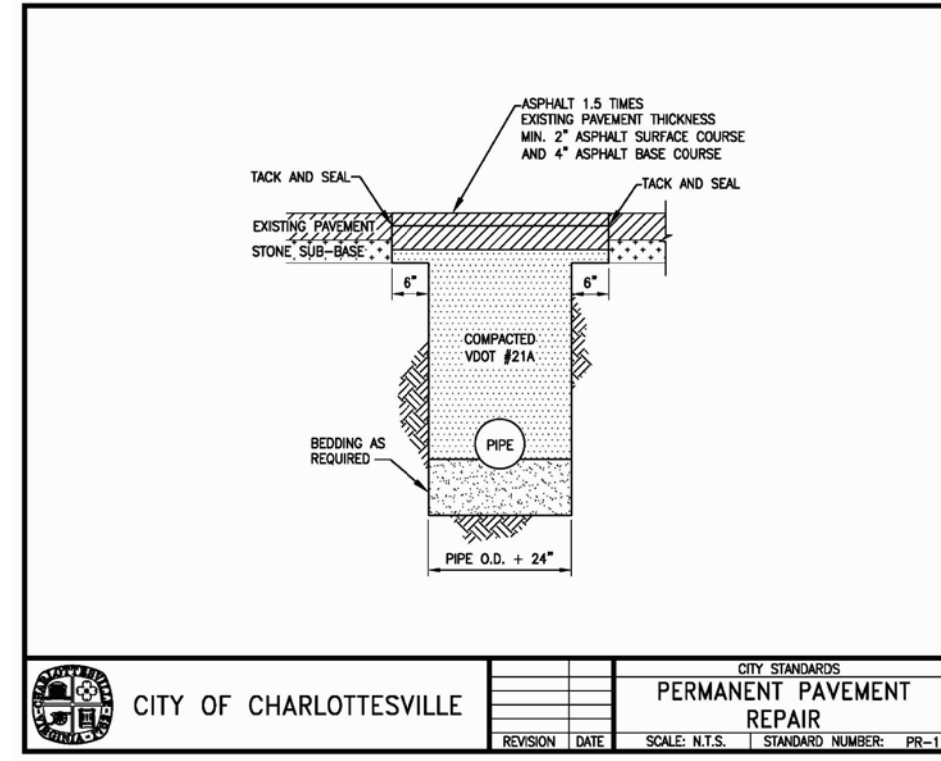 ASPHALT 1.5 TIMES
EXISTING PAVEMENT THICKNESS
MIN. 2" ASPHALT SURFACE COURSE
AND 4" ASPHALT BASE COURSE
TACK AND SEAL
TACK AND SEAL
EXISTING PAVEMENT
STONE SUB-BASE
6"
6"
COMPACTED
VDOT #21A
PIPE
BEDDING AS
REQUIRED
PIPE O.D. + 24"
CHARLOTTESVILLE
VIRGINIA
CITY OF CHARLOTTESVILLE
REVISION DATE
CITY STANDARDS
PERMANENT PAVEMENT
REPAIR
SCALE: N.T.S. STANDARD NUMBER: PR-1